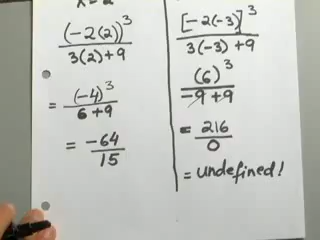 x = 2
(-2(2))³ / 3(2)+9
= (-4)³ / 6+9
= -64 / 15
[-2(-3)]³ / 3(-3)+9
(6)³ / -9+9
= 216 / 0
= undefined!